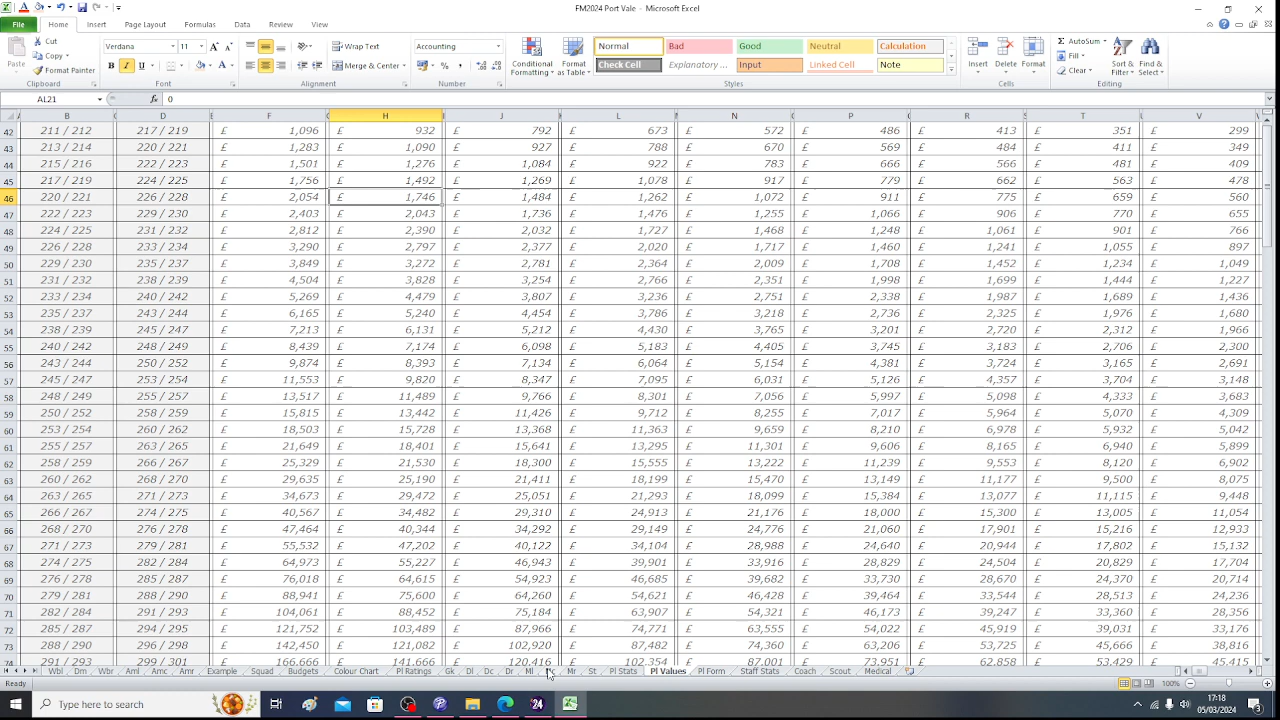 FM2024 Port Vale - Microsoft Excel
File Home Insert Page Layout Formulas Data Review View
Cut Verdana 11 Wrap Text Accounting Normal Bad Good Neutral Calculation AutoSum
Copy Fill
Paste Format Painter Merge & Center Conditional Formatting Format as Table Check Cell Explanatory ... Input Linked Cell Note Insert Delete Format Clear Sort & Filter Find & Select
Clipboard Font Alignment Number Styles Cells Editing
AL21 fx 0
B D F H J L N P R T V
42 211 / 212 217 / 219 £ 1,096 £ 932 £ 792 £ 673 £ 572 £ 486 £ 413 £ 351 £ 299
43 213 / 214 220 / 221 £ 1,283 £ 1,090 £ 927 £ 788 £ 670 £ 569 £ 484 £ 411 £ 349
44 215 / 216 222 / 223 £ 1,501 £ 1,276 £ 1,084 £ 922 £ 783 £ 666 £ 566 £ 481 £ 409
45 217 / 219 224 / 225 £ 1,756 £ 1,492 £ 1,269 £ 1,078 £ 917 £ 779 £ 662 £ 563 £ 478
46 220 / 221 226 / 228 £ 2,054 £ 1,746 £ 1,484 £ 1,262 £ 1,072 £ 911 £ 775 £ 659 £ 560
47 222 / 223 229 / 230 £ 2,403 £ 2,043 £ 1,736 £ 1,476 £ 1,255 £ 1,066 £ 906 £ 770 £ 655
48 224 / 225 231 / 232 £ 2,812 £ 2,390 £ 2,032 £ 1,727 £ 1,468 £ 1,248 £ 1,061 £ 901 £ 766
49 226 / 228 233 / 234 £ 3,290 £ 2,797 £ 2,377 £ 2,020 £ 1,717 £ 1,460 £ 1,241 £ 1,055 £ 897
50 229 / 230 235 / 237 £ 3,849 £ 3,272 £ 2,781 £ 2,364 £ 2,009 £ 1,708 £ 1,452 £ 1,234 £ 1,049
51 231 / 232 238 / 239 £ 4,504 £ 3,828 £ 3,254 £ 2,766 £ 2,351 £ 1,998 £ 1,699 £ 1,444 £ 1,227
52 233 / 234 240 / 242 £ 5,269 £ 4,479 £ 3,807 £ 3,236 £ 2,751 £ 2,338 £ 1,987 £ 1,689 £ 1,436
53 235 / 237 243 / 244 £ 6,165 £ 5,240 £ 4,454 £ 3,786 £ 3,218 £ 2,736 £ 2,325 £ 1,976 £ 1,680
54 238 / 239 245 / 247 £ 7,213 £ 6,131 £ 5,212 £ 4,430 £ 3,765 £ 3,201 £ 2,720 £ 2,312 £ 1,966
55 240 / 242 248 / 249 £ 8,439 £ 7,174 £ 6,098 £ 5,183 £ 4,405 £ 3,745 £ 3,183 £ 2,706 £ 2,300
56 243 / 244 250 / 252 £ 9,874 £ 8,393 £ 7,134 £ 6,064 £ 5,154 £ 4,381 £ 3,724 £ 3,165 £ 2,691
57 245 / 247 253 / 254 £ 11,553 £ 9,820 £ 8,347 £ 7,095 £ 6,031 £ 5,126 £ 4,357 £ 3,704 £ 3,148
58 248 / 249 255 / 257 £ 13,517 £ 11,489 £ 9,766 £ 8,301 £ 7,056 £ 5,997 £ 5,098 £ 4,333 £ 3,683
59 250 / 252 258 / 259 £ 15,815 £ 13,442 £ 11,426 £ 9,712 £ 8,255 £ 7,017 £ 5,964 £ 5,070 £ 4,309
60 253 / 254 260 / 262 £ 18,503 £ 15,728 £ 13,368 £ 11,363 £ 9,659 £ 8,210 £ 6,978 £ 5,932 £ 5,042
61 255 / 257 263 / 265 £ 21,649 £ 18,401 £ 15,641 £ 13,295 £ 11,301 £ 9,606 £ 8,165 £ 6,940 £ 5,899
62 258 / 259 266 / 267 £ 25,329 £ 21,530 £ 18,300 £ 15,555 £ 13,222 £ 11,239 £ 9,553 £ 8,120 £ 6,902
63 260 / 262 268 / 270 £ 29,635 £ 25,190 £ 21,411 £ 18,199 £ 15,470 £ 13,149 £ 11,177 £ 9,500 £ 8,075
64 263 / 265 271 / 273 £ 34,673 £ 29,472 £ 25,051 £ 21,293 £ 18,099 £ 15,384 £ 13,077 £ 11,115 £ 9,448
65 266 / 267 274 / 275 £ 40,567 £ 34,482 £ 29,310 £ 24,913 £ 21,176 £ 18,000 £ 15,300 £ 13,005 £ 11,054
66 268 / 270 276 / 278 £ 47,464 £ 40,344 £ 34,292 £ 29,149 £ 24,776 £ 21,060 £ 17,901 £ 15,216 £ 12,933
67 271 / 273 279 / 281 £ 55,532 £ 47,202 £ 40,122 £ 34,104 £ 28,988 £ 24,640 £ 20,944 £ 17,802 £ 15,132
68 274 / 275 282 / 284 £ 64,973 £ 55,227 £ 46,943 £ 39,901 £ 33,916 £ 28,829 £ 24,504 £ 20,829 £ 17,704
69 276 / 278 285 / 287 £ 76,018 £ 64,615 £ 54,923 £ 46,685 £ 39,682 £ 33,730 £ 28,670 £ 24,370 £ 20,714
70 279 / 281 288 / 290 £ 88,941 £ 75,600 £ 64,260 £ 54,621 £ 46,428 £ 39,464 £ 33,544 £ 28,513 £ 24,236
71 282 / 284 291 / 293 £ 104,061 £ 88,452 £ 75,184 £ 63,907 £ 54,321 £ 46,173 £ 39,247 £ 33,360 £ 28,356
72 285 / 287 294 / 295 £ 121,752 £ 103,489 £ 87,966 £ 74,771 £ 63,555 £ 54,022 £ 45,919 £ 39,031 £ 33,176
73 288 / 290 296 / 298 £ 142,450 £ 121,082 £ 102,920 £ 87,482 £ 74,360 £ 63,206 £ 53,725 £ 45,666 £ 38,816
74 291 / 293 299 / 301 £ 166,666 £ 141,666 £ 120,416 £ 102,354 £ 87,001 £ 73,951 £ 62,858 £ 53,429 £ 45,415
Wbl Dm Wbr Aml Amc Amr Example Squad Budgets Colour Chart Pl Ratings Gk Dl Dc Dr Ml Mr St Pl Stats Pl Values Pl Form Staff Stats Coach Scout Medical
Ready 100%
Type here to search 24 17:18
05/03/2024